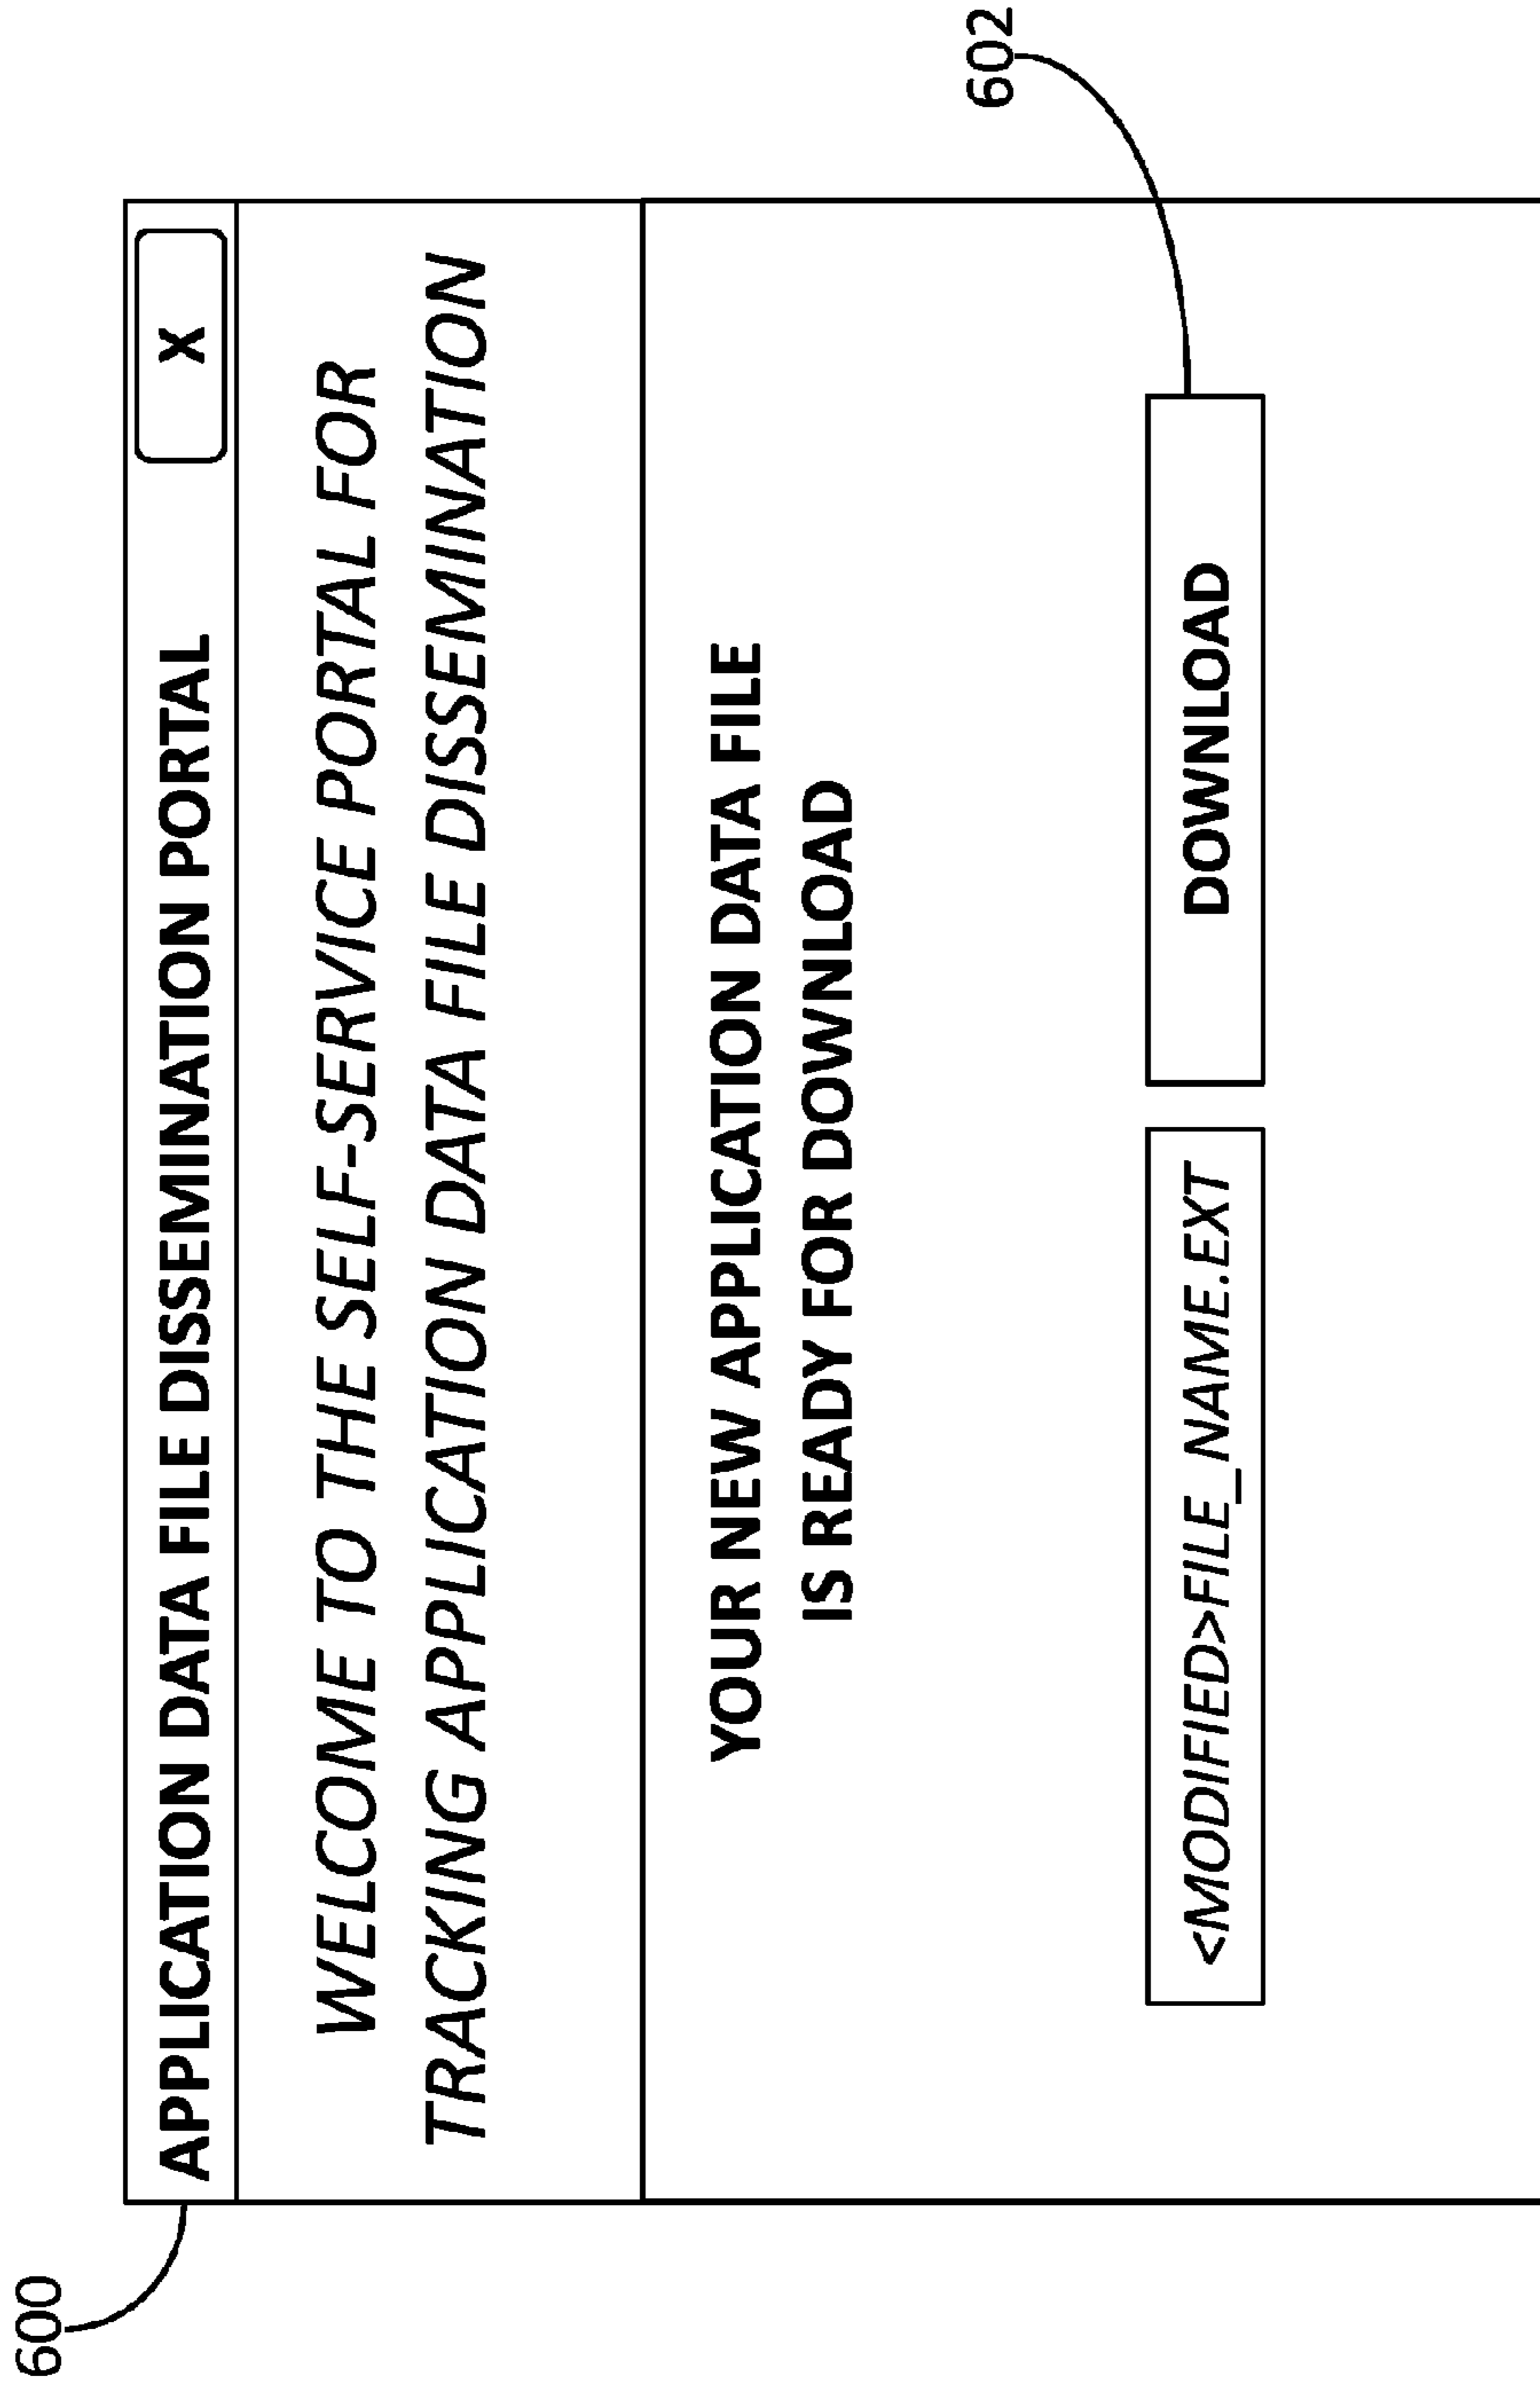 600
APPLICATION DATA FILE DISSEMINATION PORTAL
X
WELCOME TO THE SELF-SERVICE PORTAL FOR
TRACKING APPLICATION DATA FILE DISSEMINATION
YOUR NEW APPLICATION DATA FILE
IS READY FOR DOWNLOAD
602
<MODIFIED>FILE_NAME.EXT
DOWNLOAD